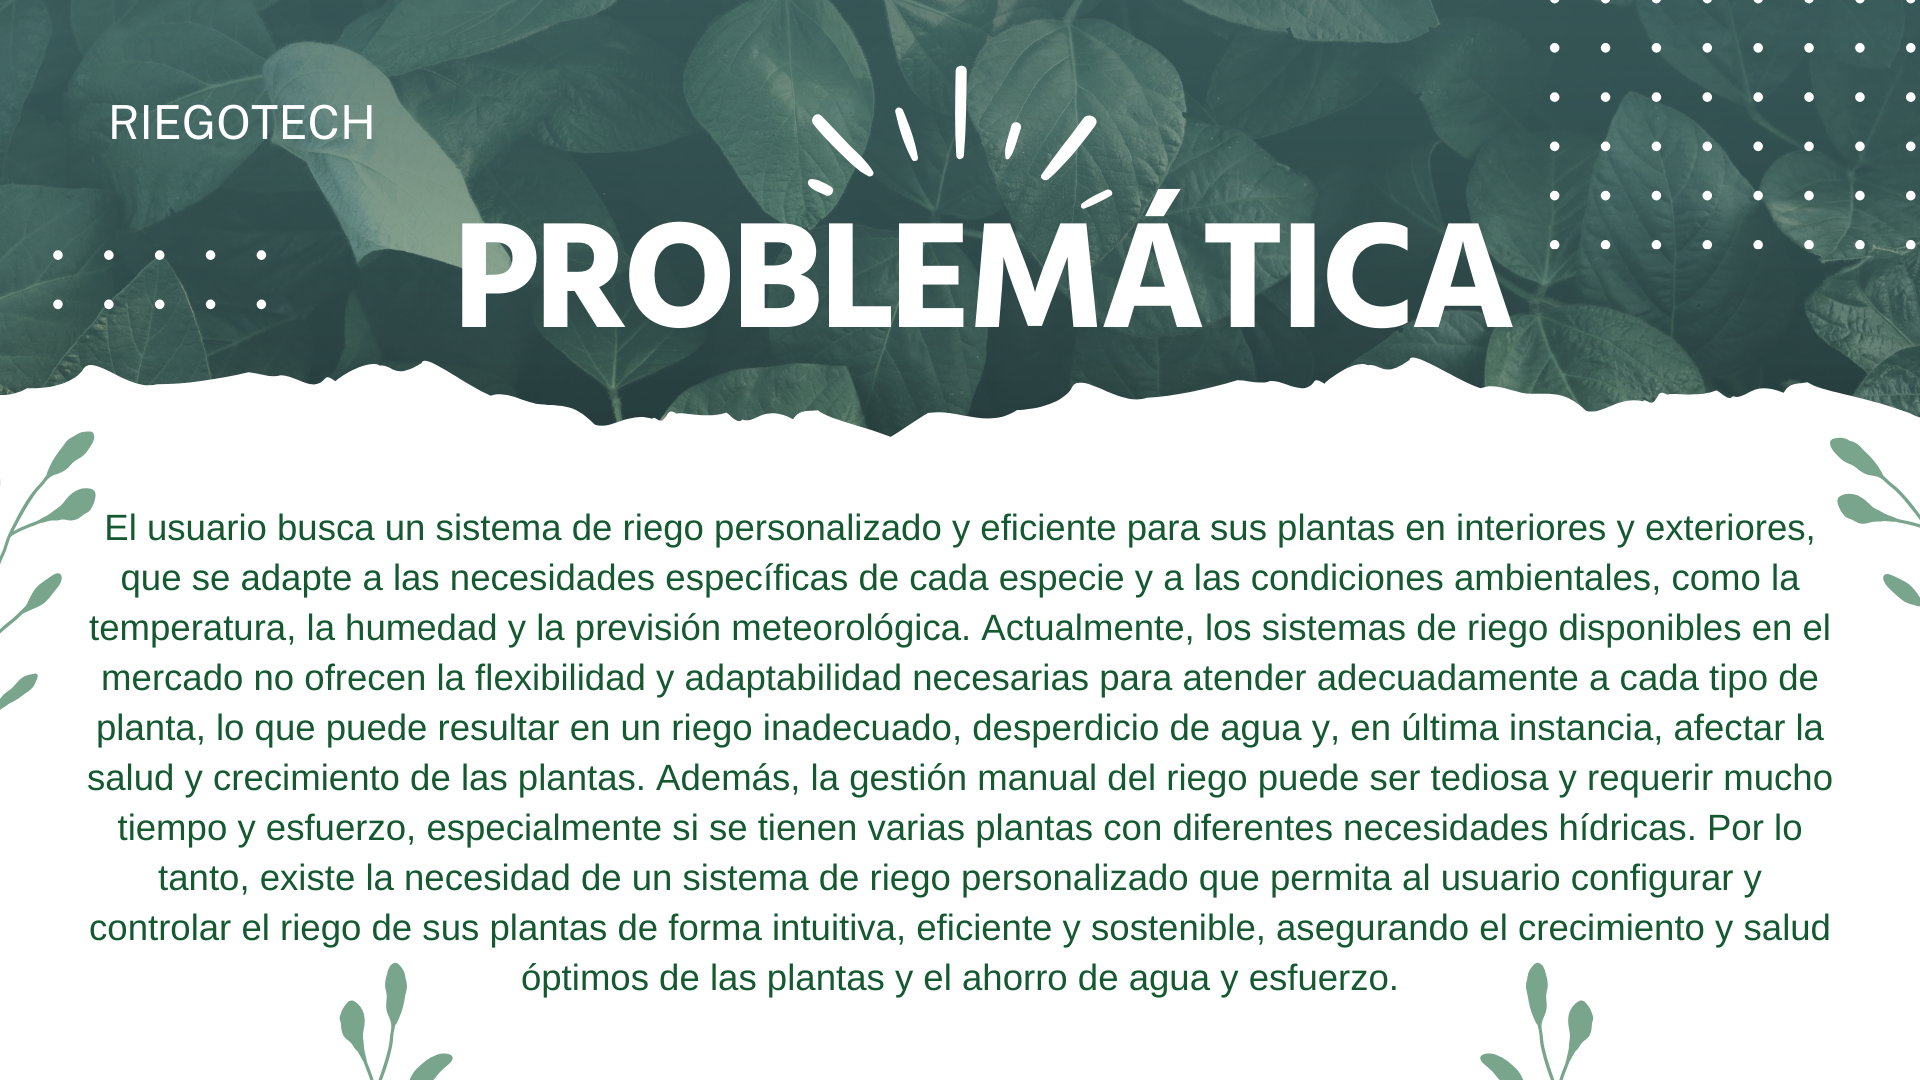 RIEGOTECH
PROBLEMÁTICA
El usuario busca un sistema de riego personalizado y eficiente para sus plantas en interiores y exteriores,
que se adapte a las necesidades específicas de cada especie y a las condiciones ambientales, como la
temperatura, la humedad y la previsión meteorológica. Actualmente, los sistemas de riego disponibles en el
mercado no ofrecen la flexibilidad y adaptabilidad necesarias para atender adecuadamente a cada tipo de
planta, lo que puede resultar en un riego inadecuado, desperdicio de agua y, en última instancia, afectar la
salud y crecimiento de las plantas. Además, la gestión manual del riego puede ser tediosa y requerir mucho
tiempo y esfuerzo, especialmente si se tienen varias plantas con diferentes necesidades hídricas. Por lo
tanto, existe la necesidad de un sistema de riego personalizado que permita al usuario configurar y
controlar el riego de sus plantas de forma intuitiva, eficiente y sostenible, asegurando el crecimiento y salud
óptimos de las plantas y el ahorro de agua y esfuerzo.